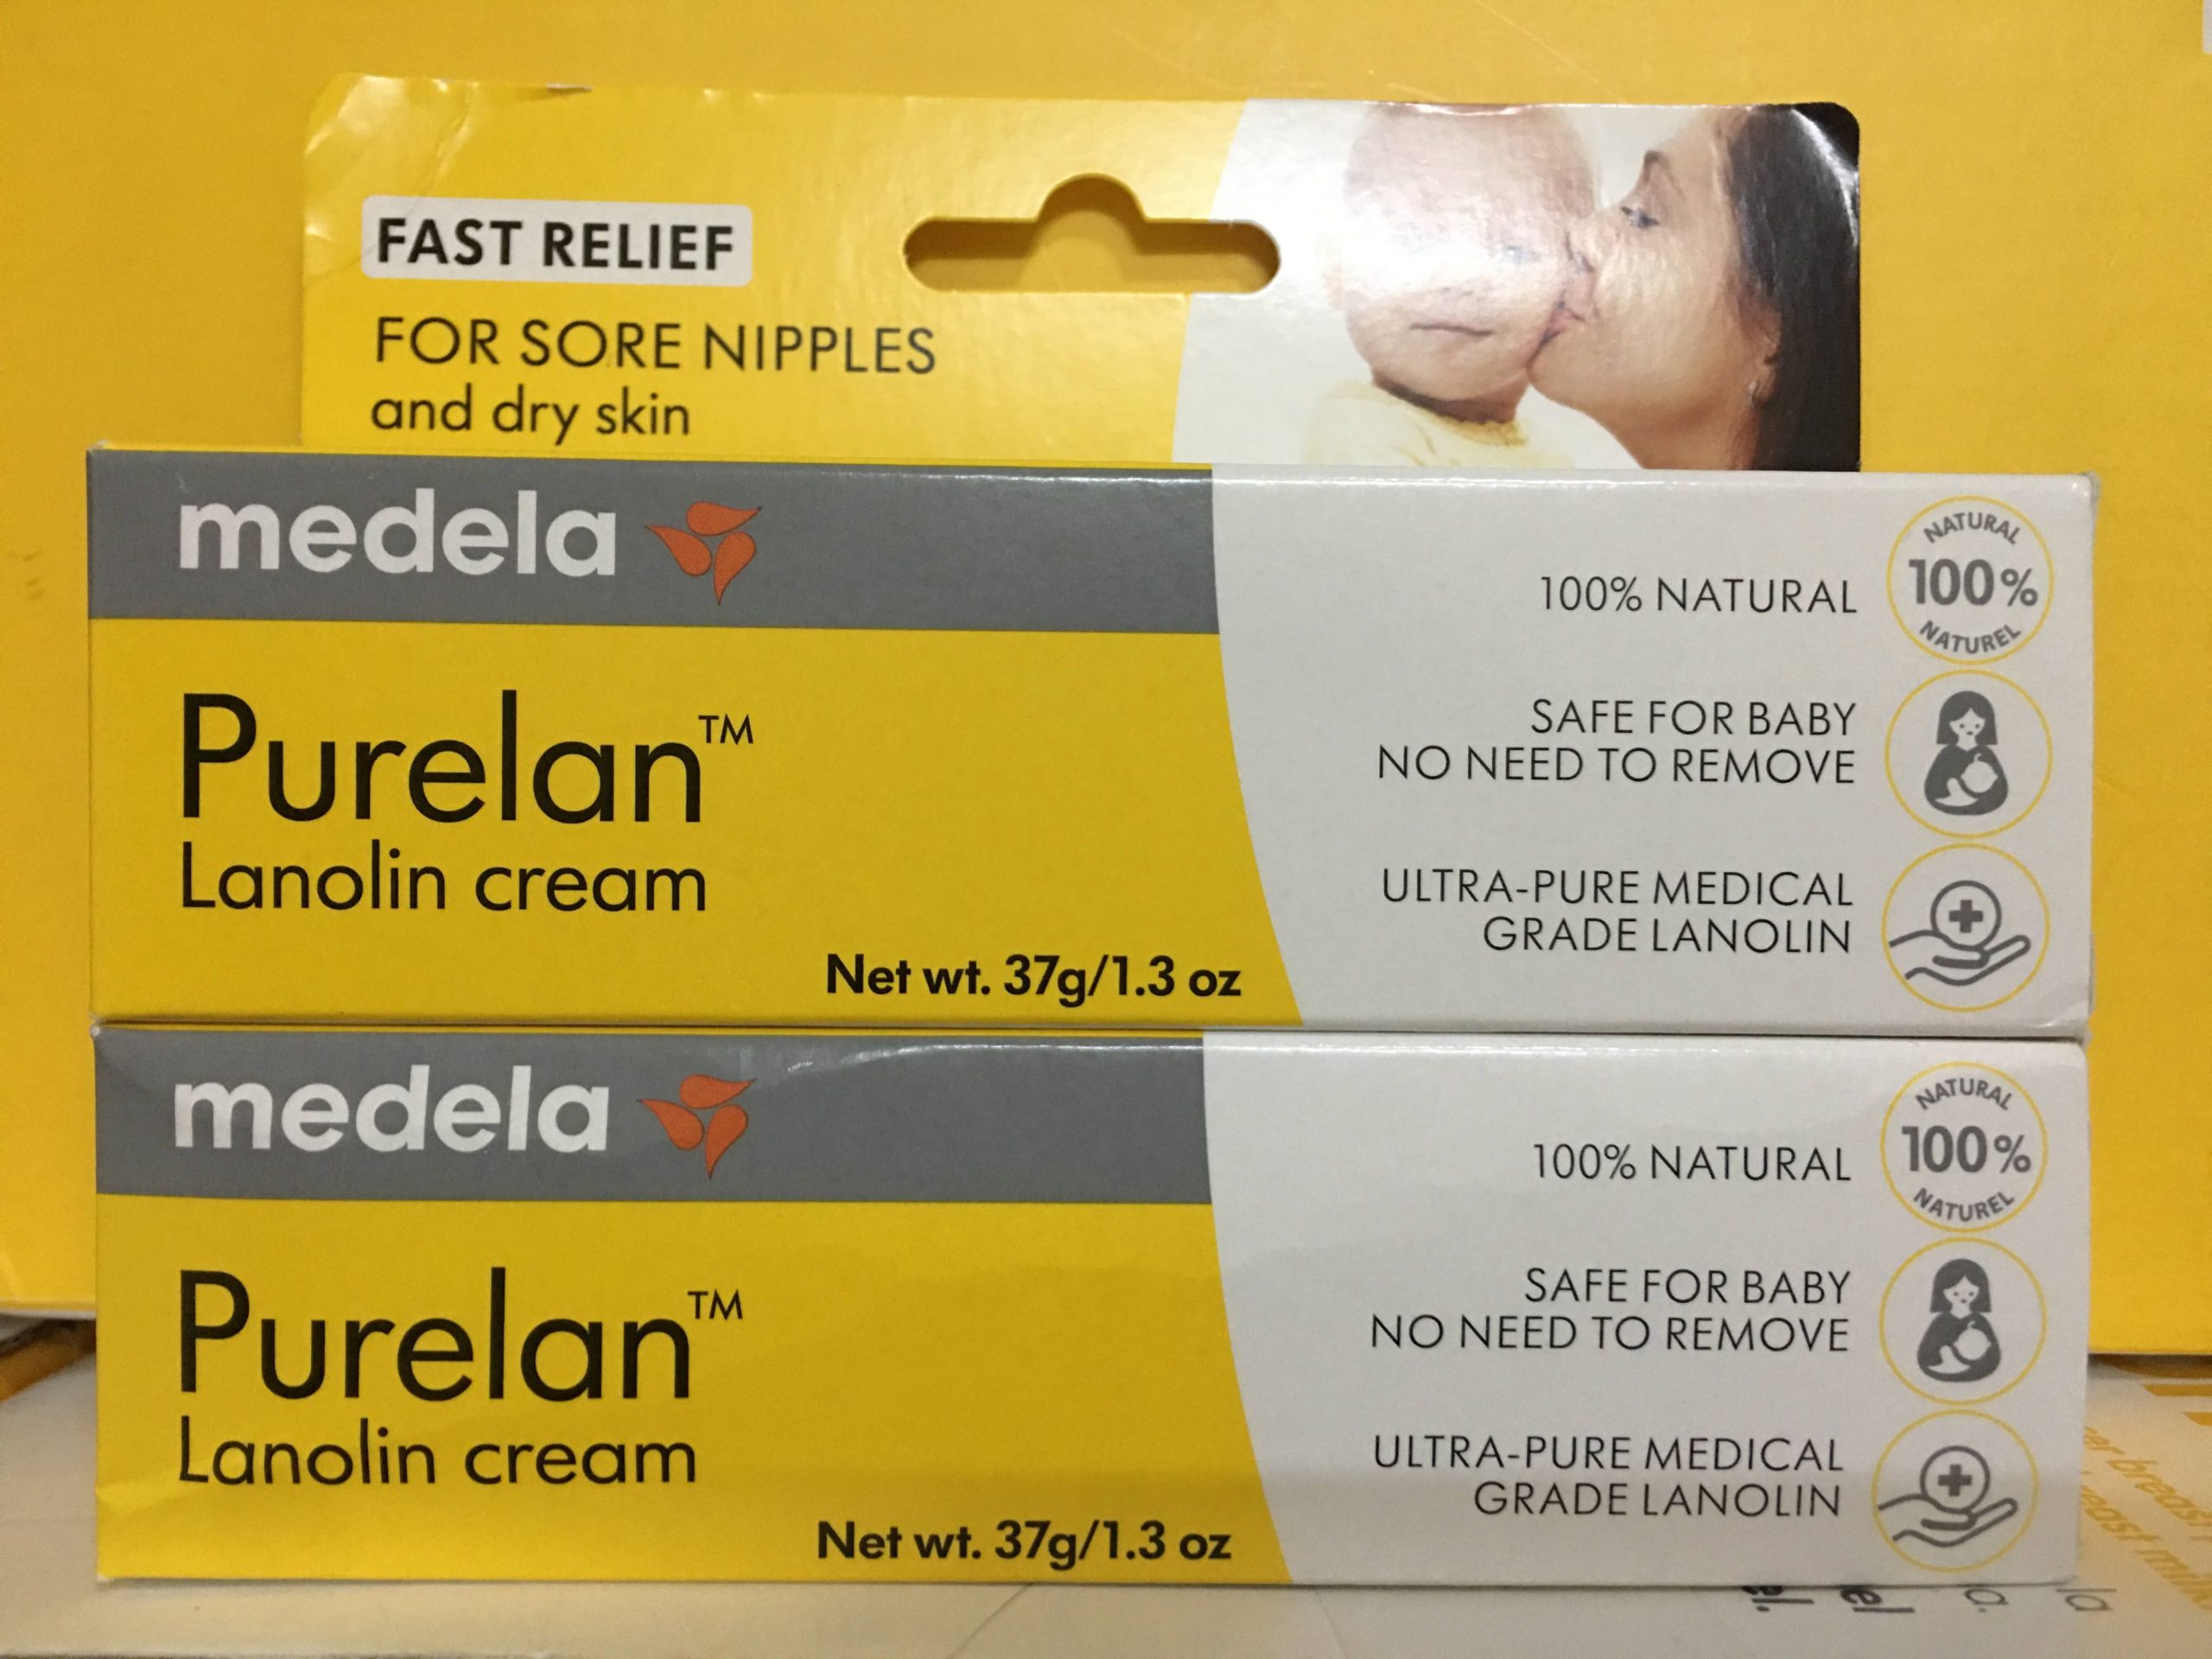 FAST RELIEF
FOR SORE NIPPLES
and dry skin
medela
Purelan™
Lanolin cream
Net wt. 37g/1.3 oz
100% NATURAL
NATURAL
100%
NATUREL
SAFE FOR BABY
NO NEED TO REMOVE
ULTRA-PURE MEDICAL
GRADE LANOLIN
medela
Purelan™
Lanolin cream
Net wt. 37g/1.3 oz
100% NATURAL
NATURAL
100%
NATUREL
SAFE FOR BABY
NO NEED TO REMOVE
ULTRA-PURE MEDICAL
GRADE LANOLIN